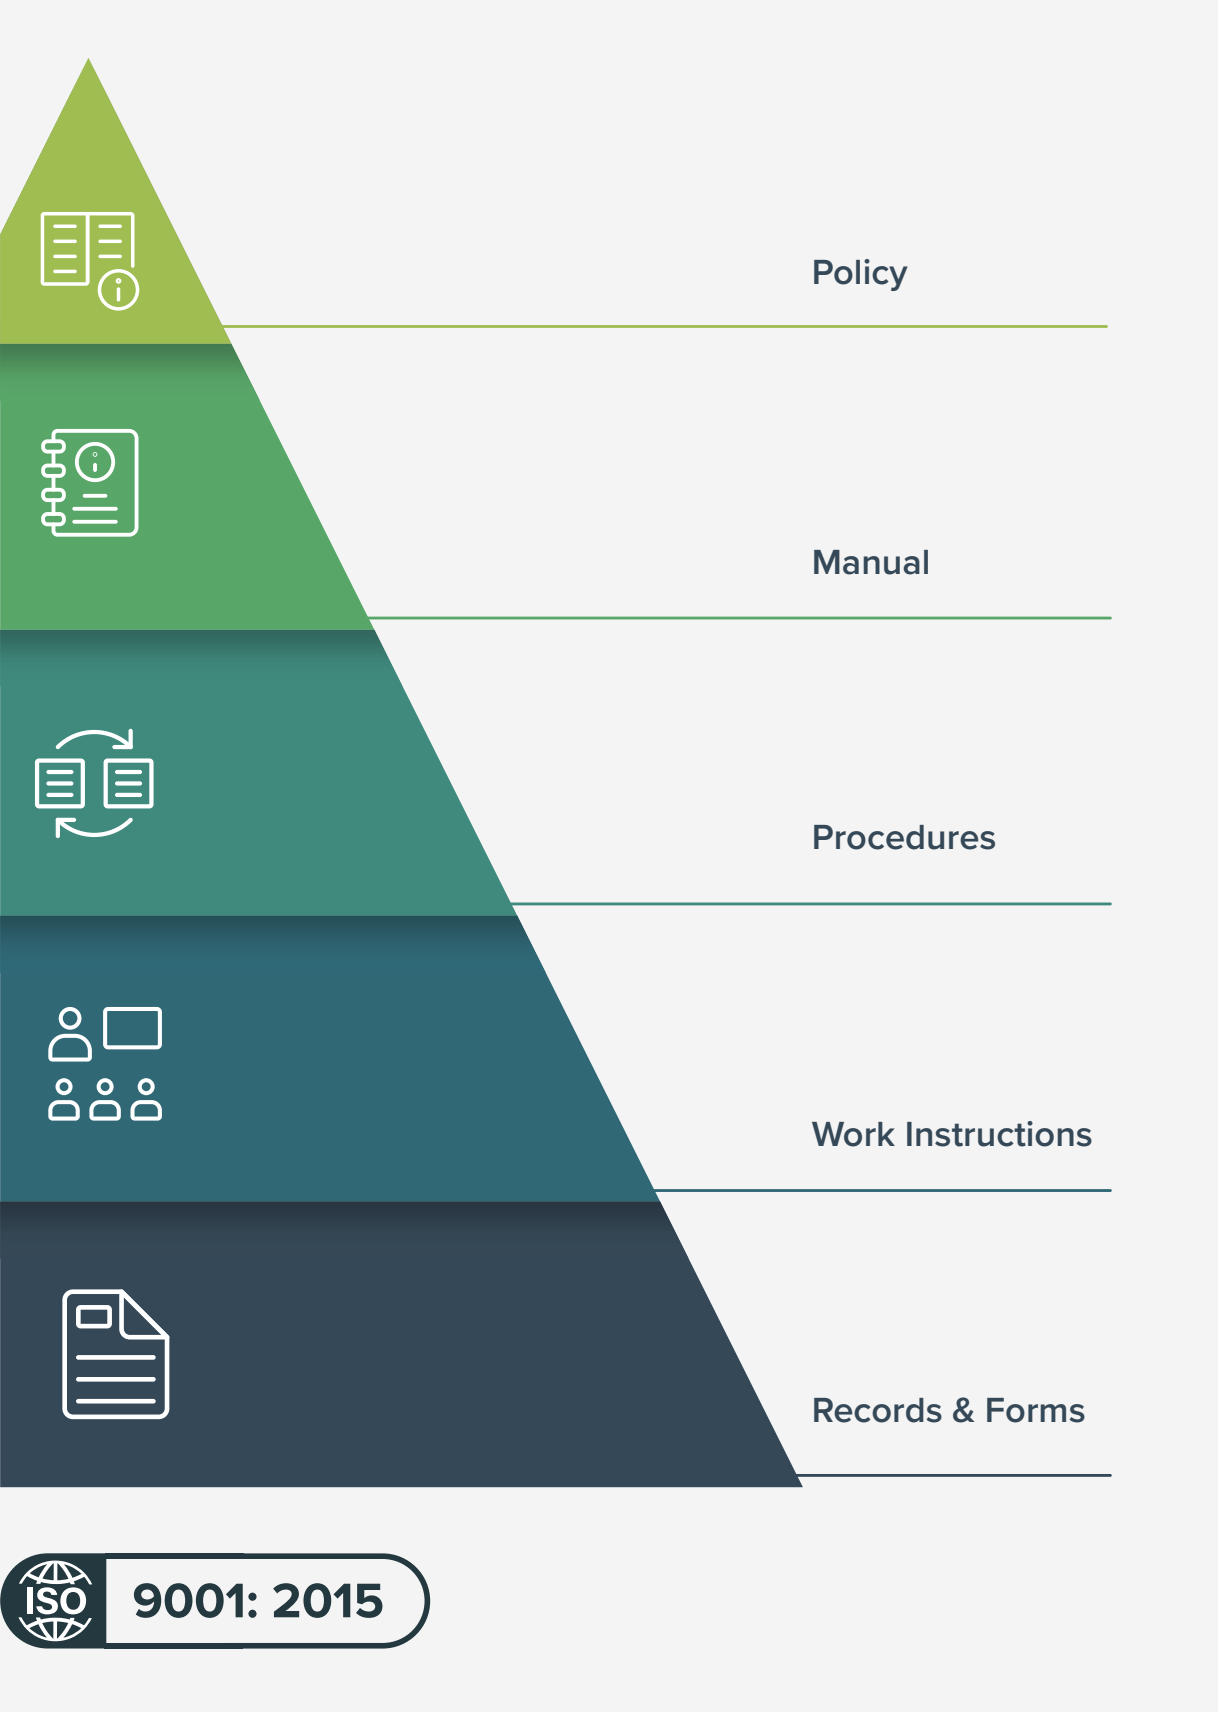 Policy
Manual
Procedures
Work Instructions
Records & Forms
ISO 9001: 2015